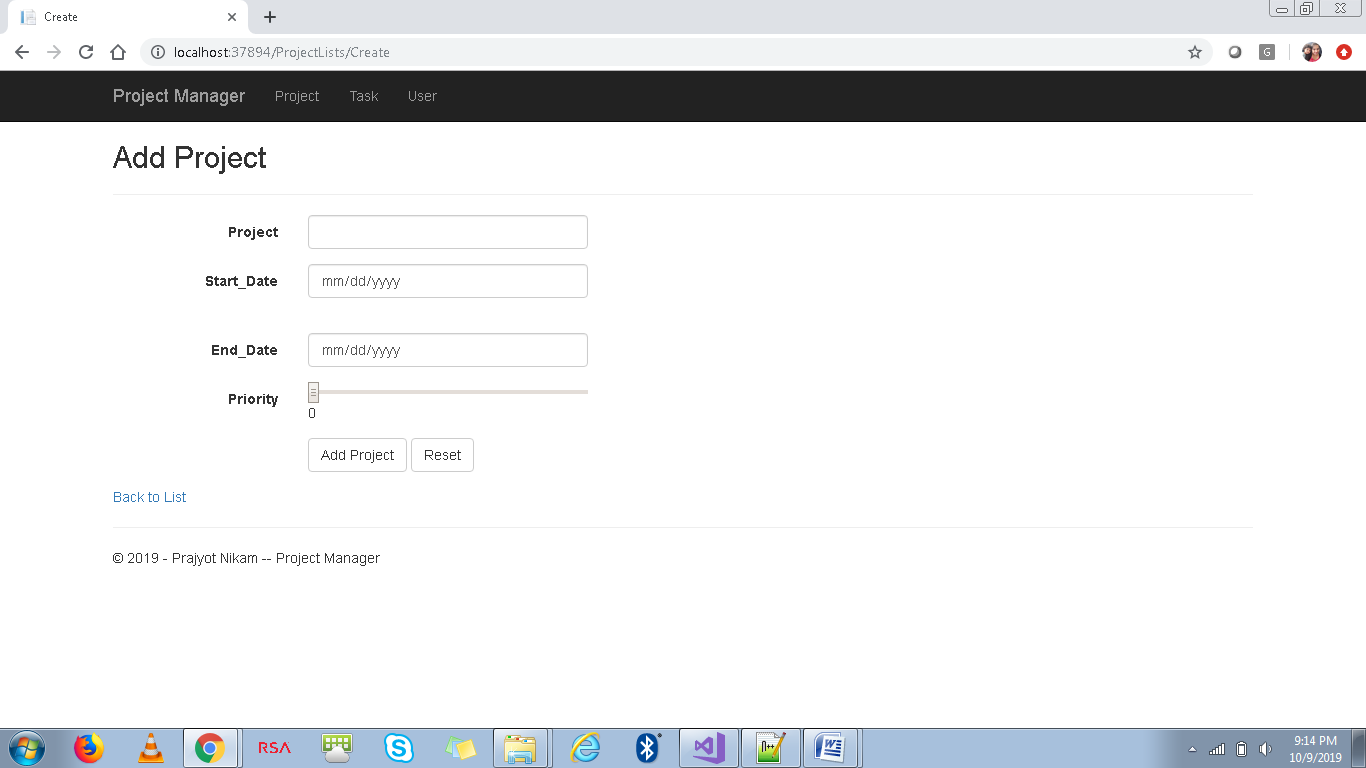 Create
localhost:37894/ProjectLists/Create
G
Project Manager Project Task User
Add Project
Project
Start_Date mm/dd/yyyy
End_Date mm/dd/yyyy
Priority
0
Add Project Reset
Back to List
© 2019 - Prajyot Nikam -- Project Manager
RSA
9:14 PM
10/9/2019